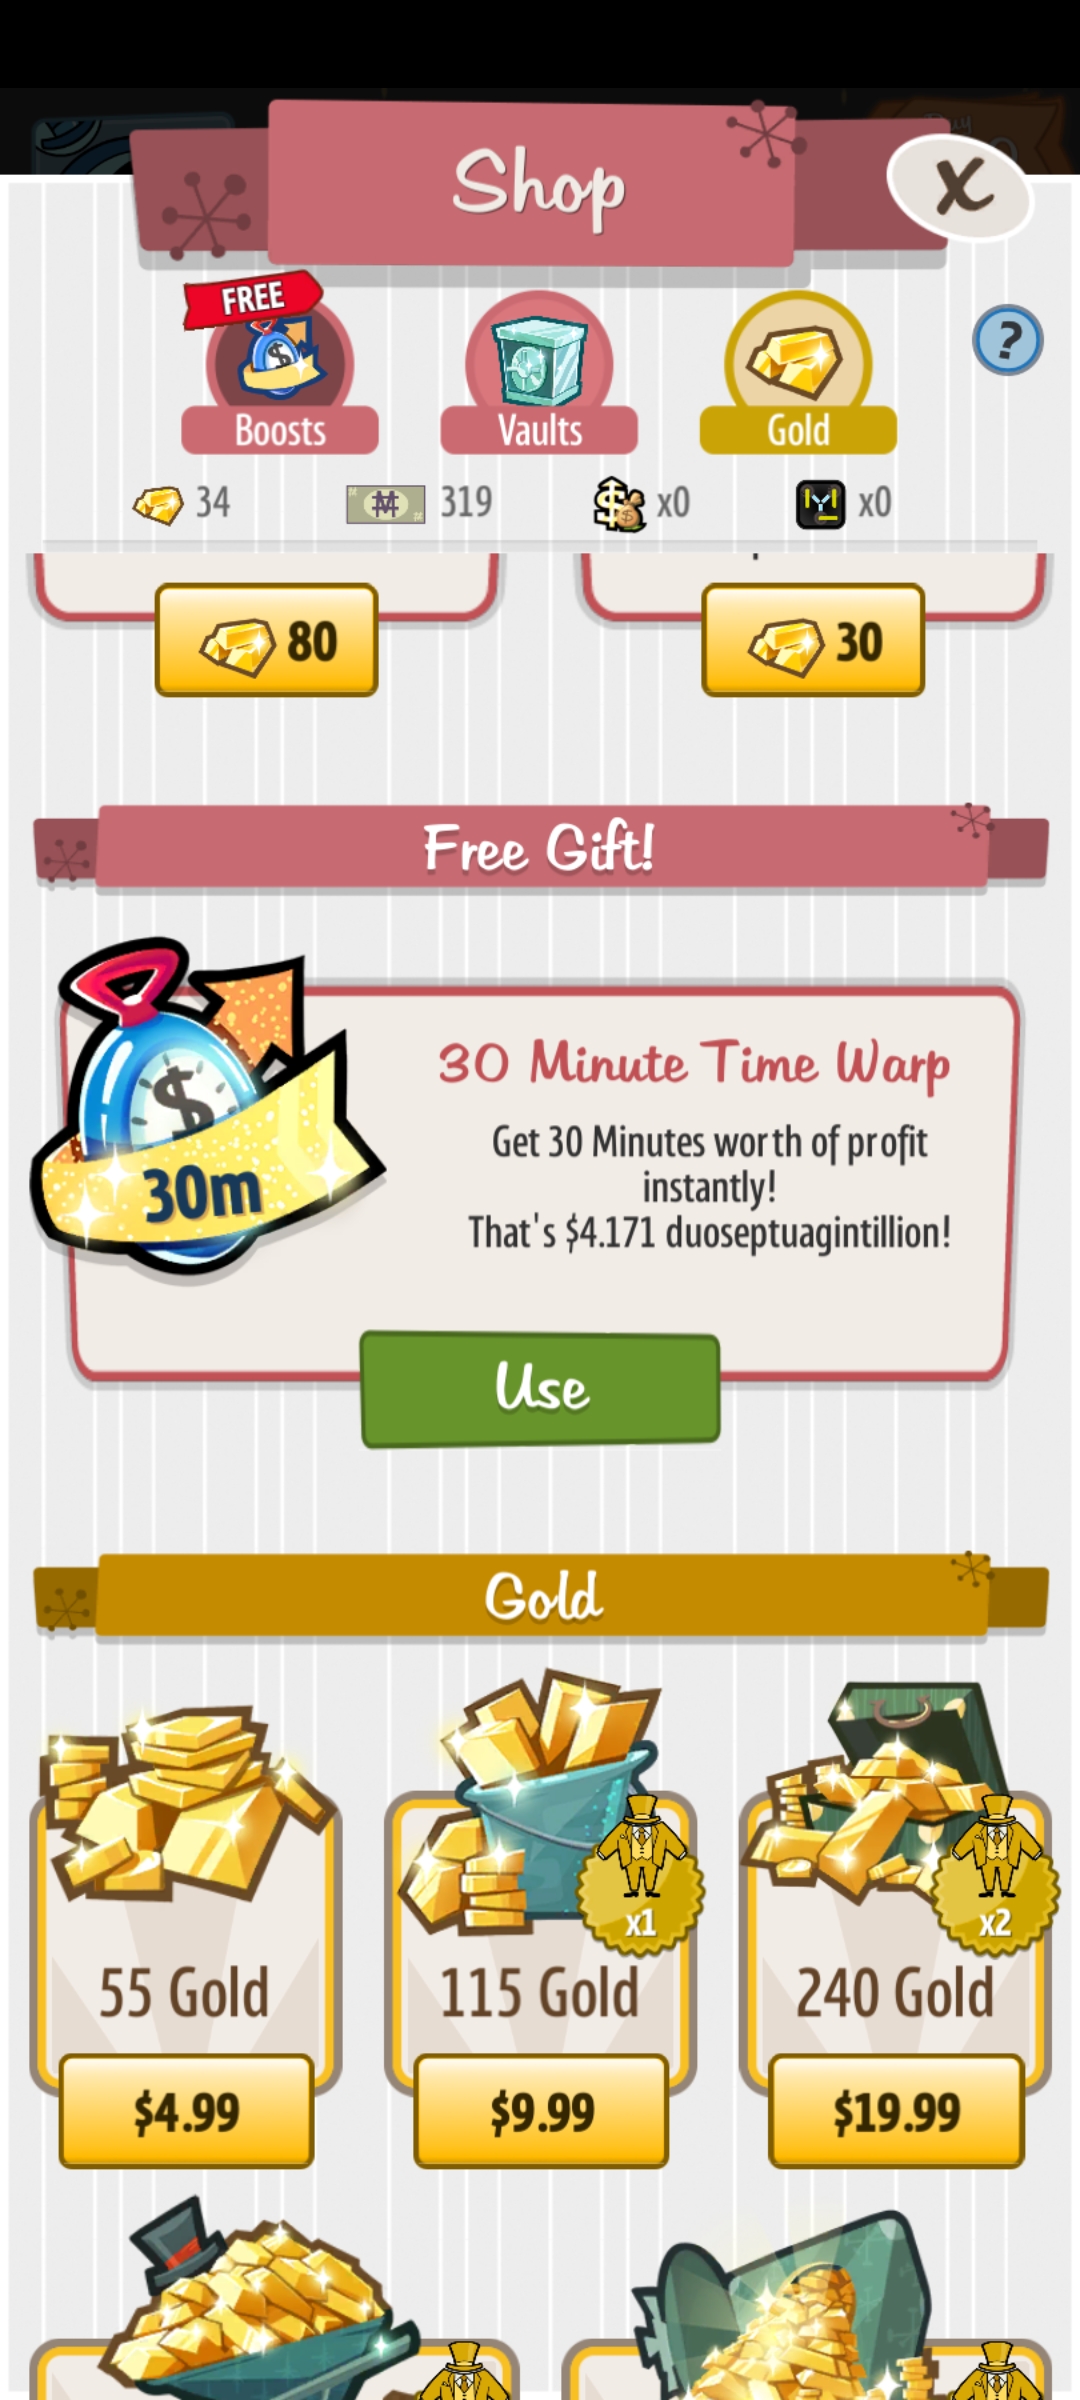 Shop
X
FREE
?
Boosts
Vaults
Gold
34
319
x0
x0
80
30
Free Gift!
30m
30 Minute Time Warp
Get 30 Minutes worth of profit
instantly!
That's $4.171 duoseptuagintillion!
Use
Gold
x1
x2
55 Gold
115 Gold
240 Gold
$4.99
$9.99
$19.99